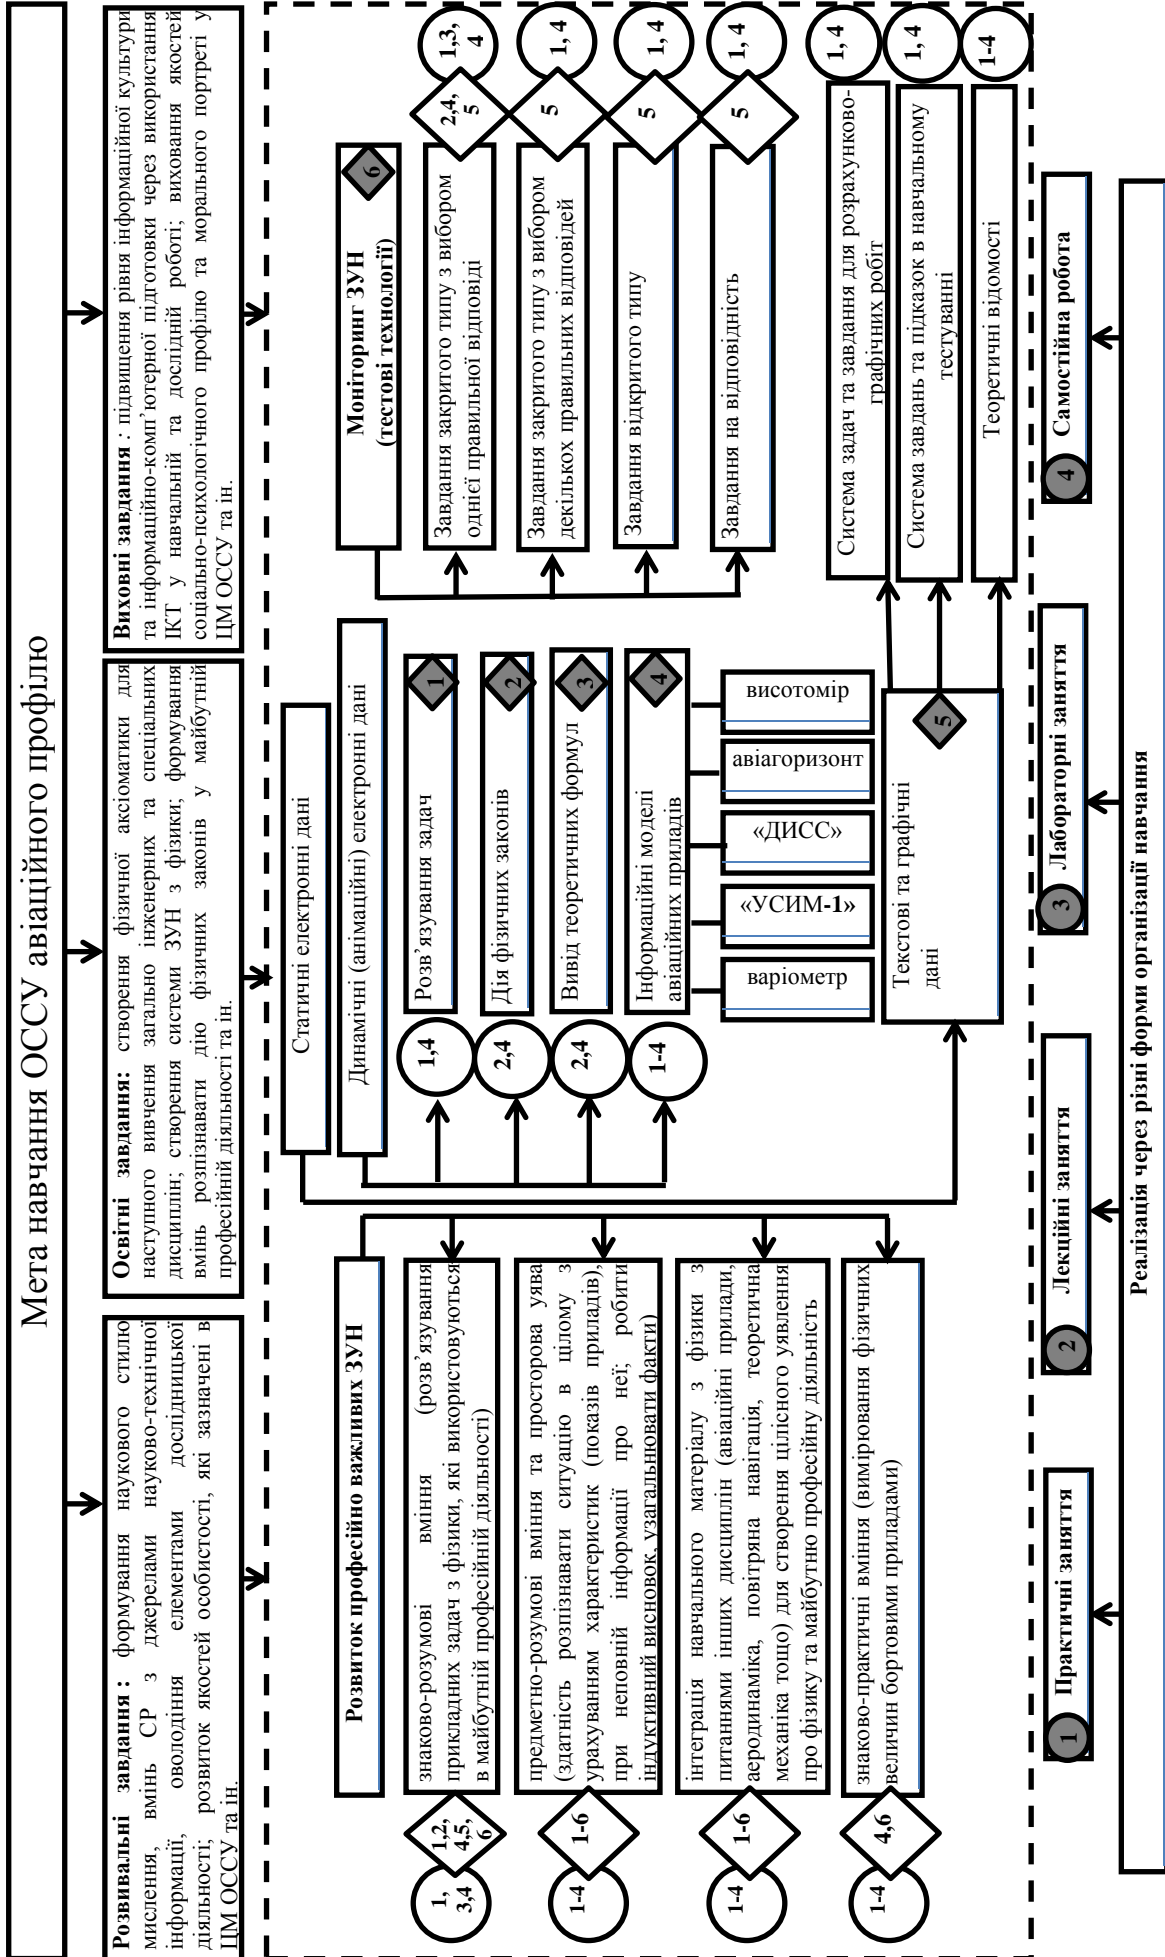 Мета навчання ОССУ авіаційного профілю
Розвивальні завдання : формування наукового стилю
мислення, вмінь СР з джерелами науково-технічної
інформації, оволодіння елементами дослідницької
діяльності; розвиток якостей особистості, які зазначені в
ЦМ ОССУ та ін.
Освітні завдання: створення фізичної аксіоматики для
наступного вивчення загально інженерних та спеціальних
дисциплін; створення системи ЗУН з фізики; формування
вмінь розпізнавати дію фізичних законів у майбутній
професійній діяльності та ін.
Виховні завдання : підвищення рівня інформаційної культури
та інформаційно-комп’ютерної підготовки через використання
ІКТ у навчальній та дослідній роботі; виховання якостей
соціально-психологічного профілю та морального портрету у
ЦМ ОССУ та ін.
Розвиток професійно важливих ЗУН
1,
3,4
1,2,
4,5,
6
знаково-розумові вміння (розв’язування
прикладних задач з фізики, які використовуються
в майбутній професійній діяльності)
1-4
1-6
предметно-розумові вміння та просторова уява
(здатність розпізнавати ситуацію в цілому з
урахуванням характеристик (показів приладів),
при неповній інформації про неї; робити
індуктивний висновок, узагальнювати факти)
1-4
1-6
інтеграція навчального матеріалу з фізики з
питаннями інших дисциплін (авіаційні прилади,
аеродинаміка, повітряна навігація, теоретична
механіка тощо) для створення цілісного уявлення
про фізику та майбутню професійну діяльність
1-4
4,6
знаково-практичні вміння (вимірювання фізичних
величин бортовими приладами)
Статичні електронні дані
Динамічні (анімаційні) електронні дані
1,4
Розв’язування задач
1
2,4
Дія фізичних законів
2
2,4
Вивід теоретичних формул
3
1-4
Інформаційні моделі
авіаційних приладів
4
варіометр
«УСИМ-1»
«ДИСС»
авіагоризонт
висотомір
Текстові та графічні
дані
5
Моніторинг ЗУН
(тестові технології)
6
Завдання закритого типу з вибором
однієї правильної відповіді
2,4,
5
1,3,
4
Завдання закритого типу з вибором
декількох правильних відповідей
5
1, 4
Завдання відкритого типу
5
1, 4
Завдання на відповідність
5
1, 4
Система задач та завдання для розрахунково-
графічних робіт
1, 4
Система завдань та підказок в навчальному
тестуванні
1, 4
Теоретичні відомості
1-4
1 Практичні заняття
2 Лекційні заняття
3 Лабораторні заняття
4 Самостійна робота
Реалізація через різні форми організації навчання